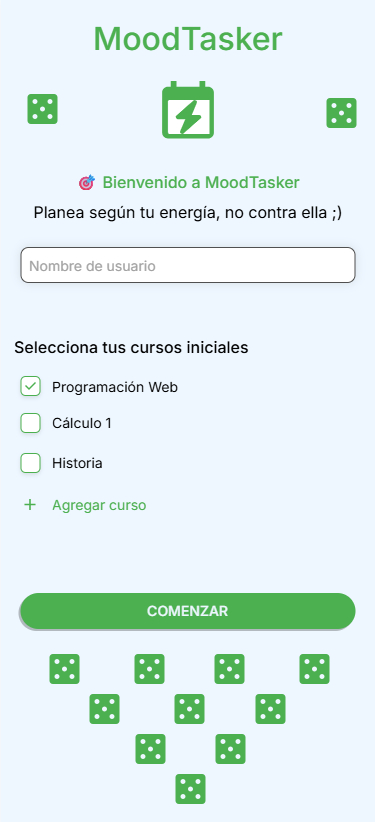 MoodTasker
🎯 Bienvenido a MoodTasker
Planea según tu energía, no contra ella ;)
Nombre de usuario
Selecciona tus cursos iniciales
Programación Web
Cálculo 1
Historia
+ Agregar curso
COMENZAR